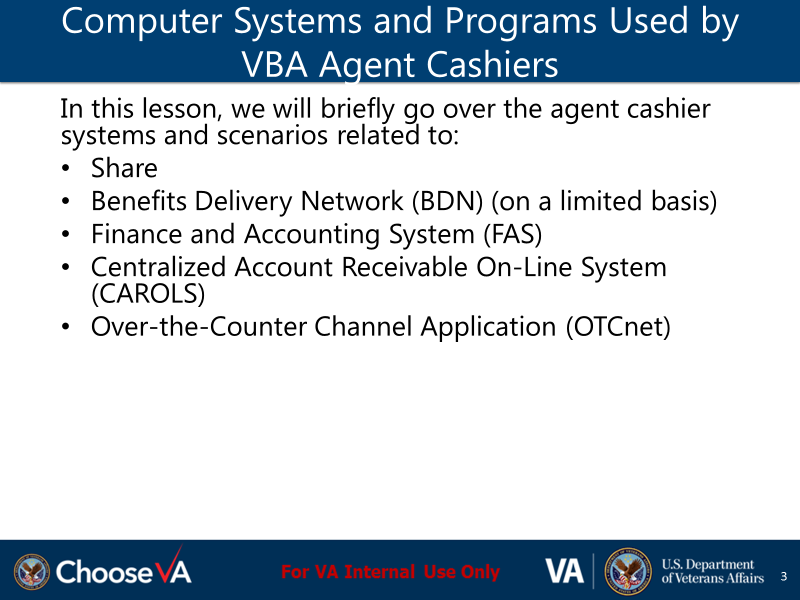 Computer Systems and Programs Used by
VBA Agent Cashiers
In this lesson, we will briefly go over the agent cashier
systems and scenarios related to:
• Share
• Benefits Delivery Network (BDN) (on a limited basis)
• Finance and Accounting System (FAS)
• Centralized Account Receivable On-Line System
(CAROLS)
• Over-the-Counter Channel Application (OTCnet)
Choose VA
For VA Internal Use Only
VA
U.S. Department
of Veterans Affairs
3